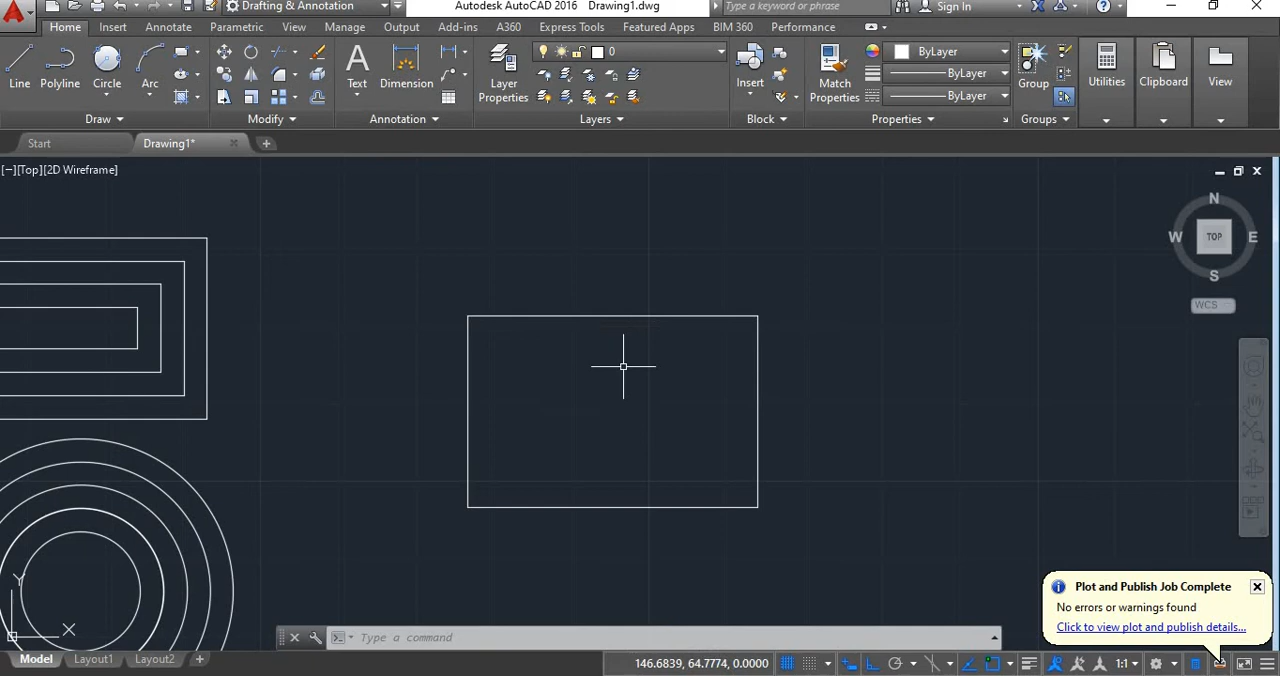 Drafting & Annotation
Autodesk AutoCAD 2016 Drawing1.dwg
Type a keyword or phrase
Sign In
Home Insert Annotate Parametric View Manage Output Add-ins A360 Express Tools Featured Apps BIM 360 Performance
Line Polyline Circle Arc
Text Dimension
Layer Properties
0
Insert
Match Properties
ByLayer
ByLayer
ByLayer
Group
Utilities
Clipboard
View
Draw Modify Annotation Layers Block Properties Groups
Start Drawing1*
[−][Top][2D Wireframe]
N
W TOP E
S
WCS
Plot and Publish Job Complete
No errors or warnings found
Click to view plot and publish details...
Y
X
Type a command
Model Layout1 Layout2
146.6839, 64.7774, 0.0000
1:1